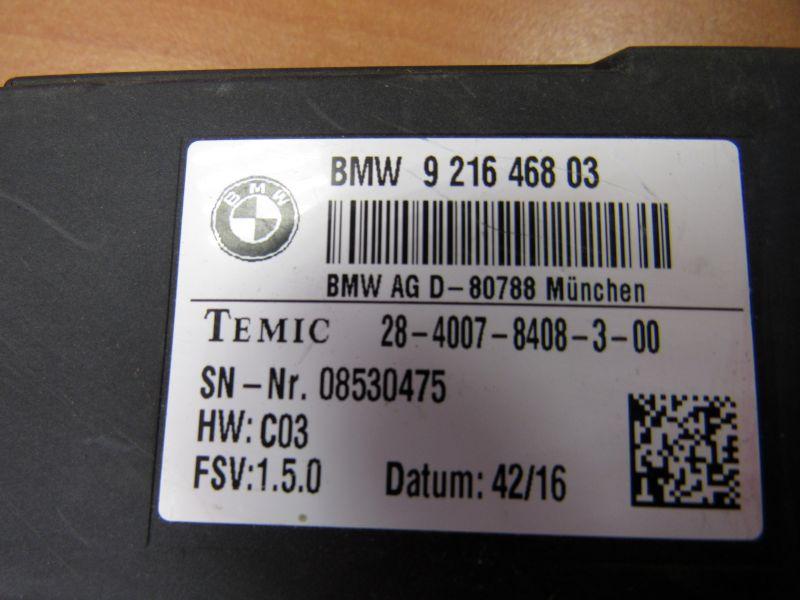 BMW
BMW 9 216 468 03
BMW AG D-80788 München
TEMIC 28-4007-8408-3-00
SN-Nr. 08530475
HW: C03
FSV:1.5.0 Datum: 42/16